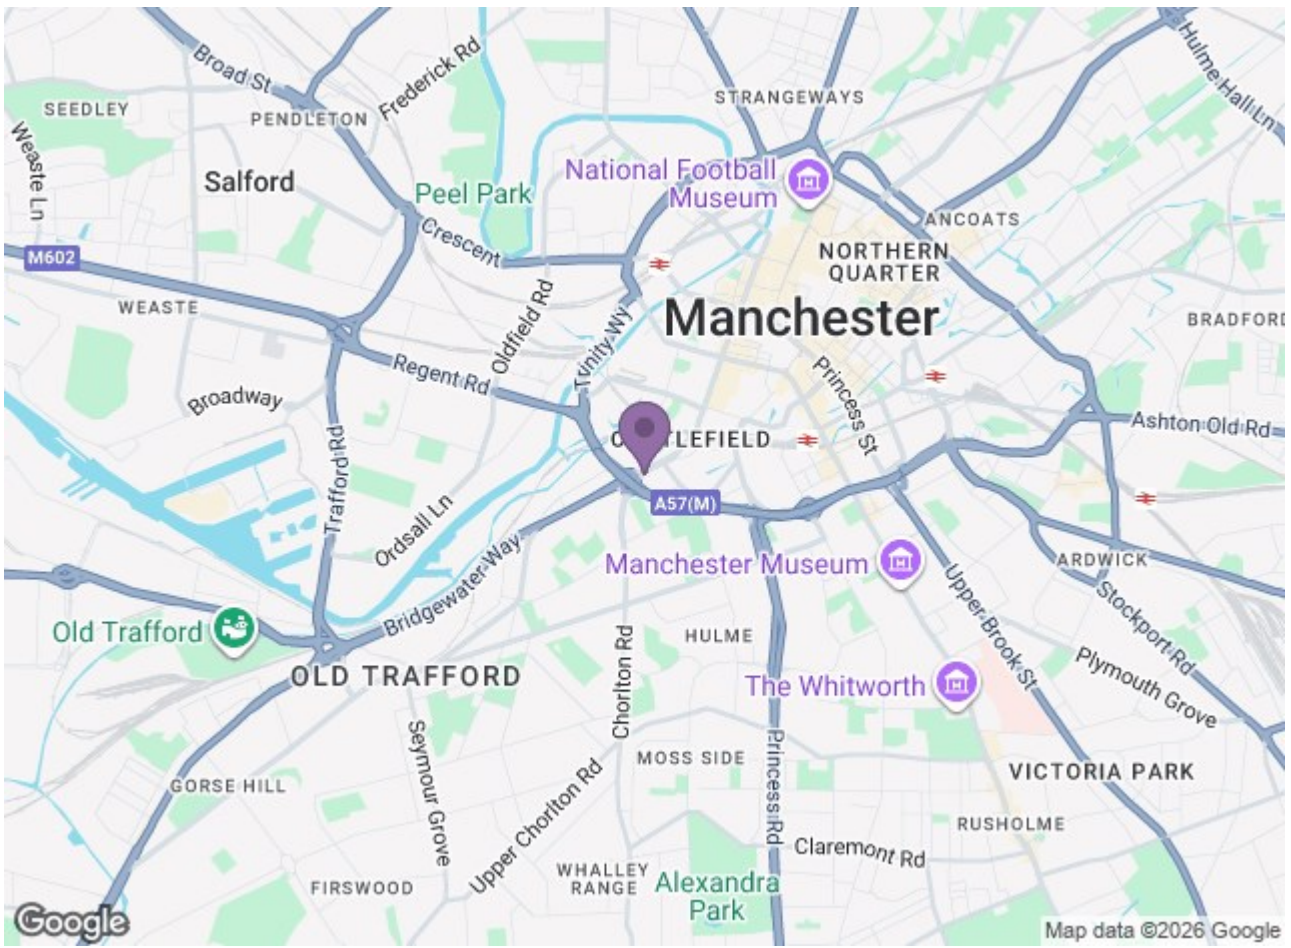 Broad St
Frederick Rd
Hulme Hall Ln
SEEDLEY
STRANGEWAYS
PENDLETON
Weaste Ln
Salford
National Football
Museum
Peel Park
ANCOATS
Crescent
NORTHERN
QUARTER
M602
WEASTE
Oldfield Rd
Manchester
BRADFORD
Trinity Wy
Regent Rd
Princess St
Broadway
Ashton Old Rd
Trafford Rd
A57(M)
Ordsall Ln
Bridgewater Way
Manchester Museum
ARDWICK
Upper Brook St
Stockport Rd
Old Trafford
HULME
OLD TRAFFORD
Chorlton Rd
The Whitworth
Plymouth Grove
Seymour Grove
Princess Rd
MOSS SIDE
VICTORIA PARK
GORSE HILL
Upper Chorlton Rd
RUSHOLME
Claremont Rd
WHALLEY
RANGE
FIRSWOOD
Alexandra
Park
Google
Map data ©2026 Google